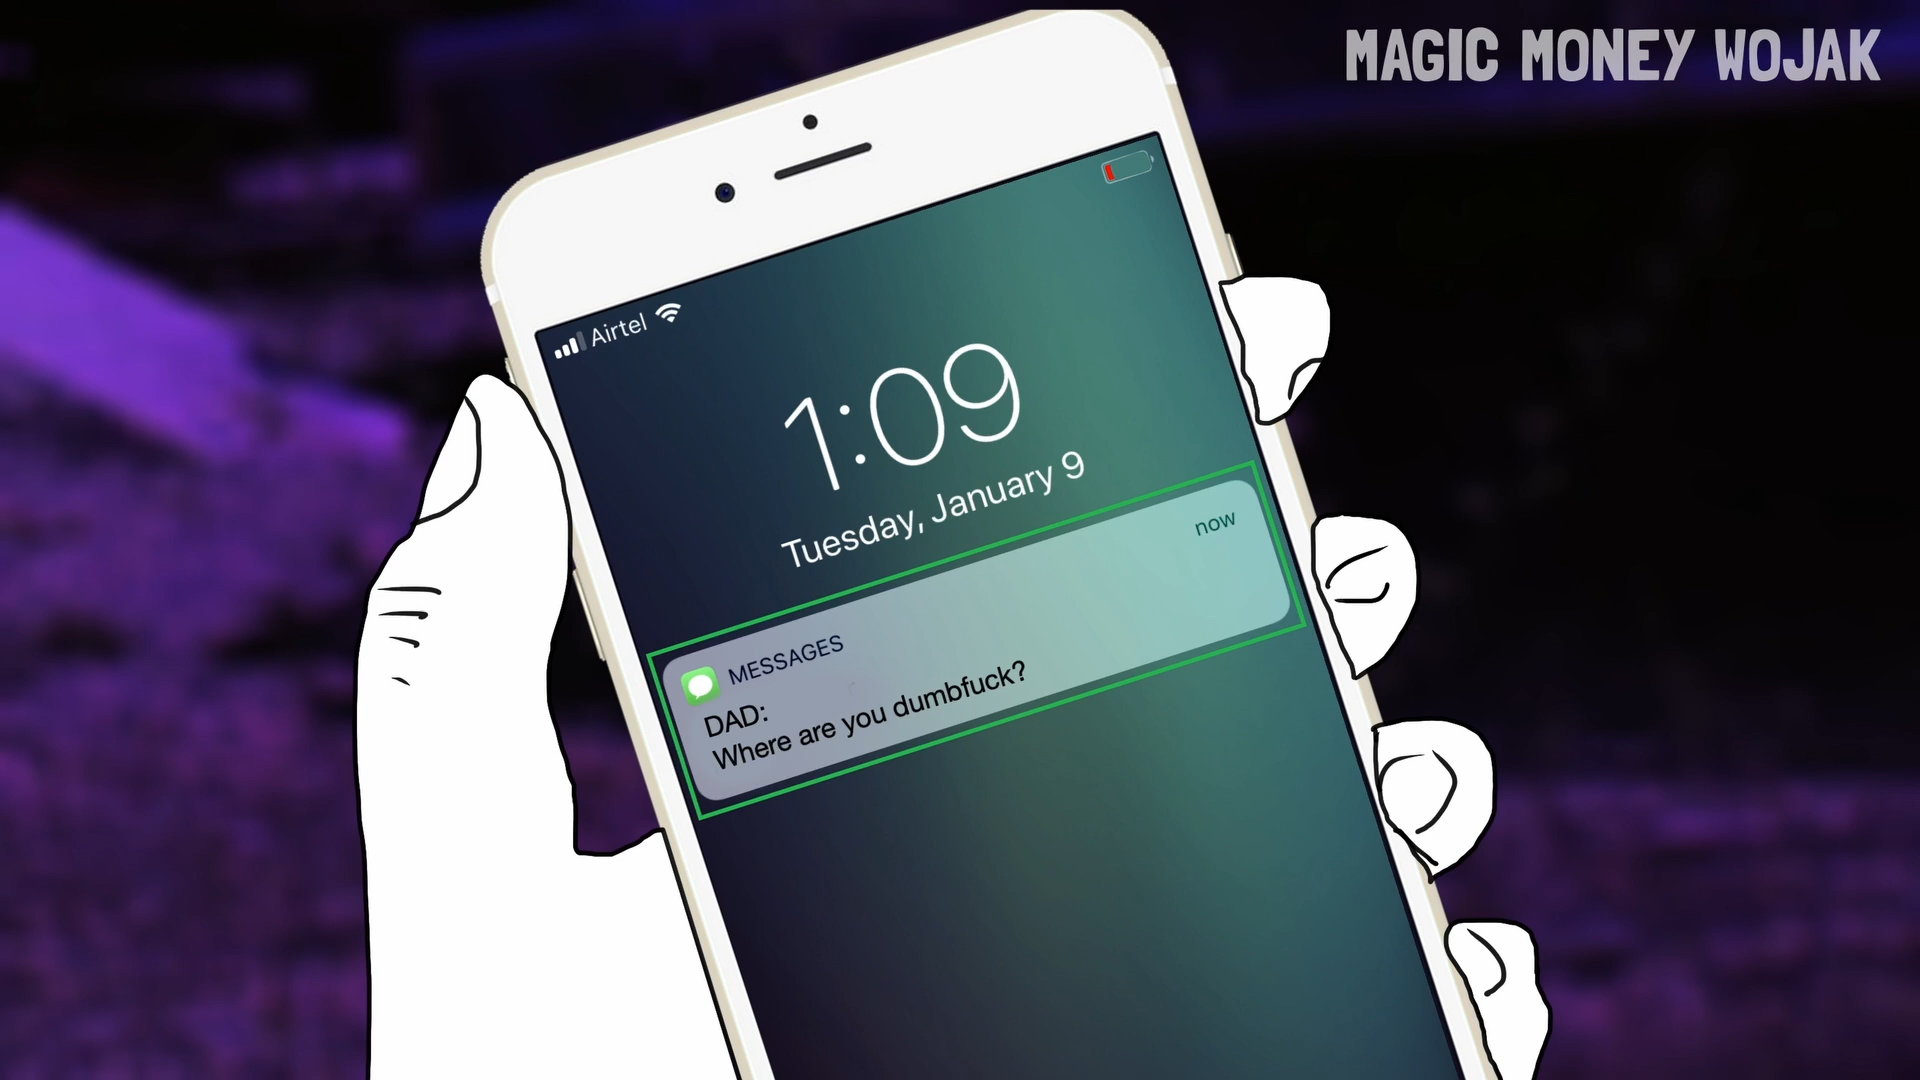 MAGIC MONEY WOJAK
Airtel
1:09
Tuesday, January 9
now
MESSAGES
DAD:
Where are you dumbfuck?